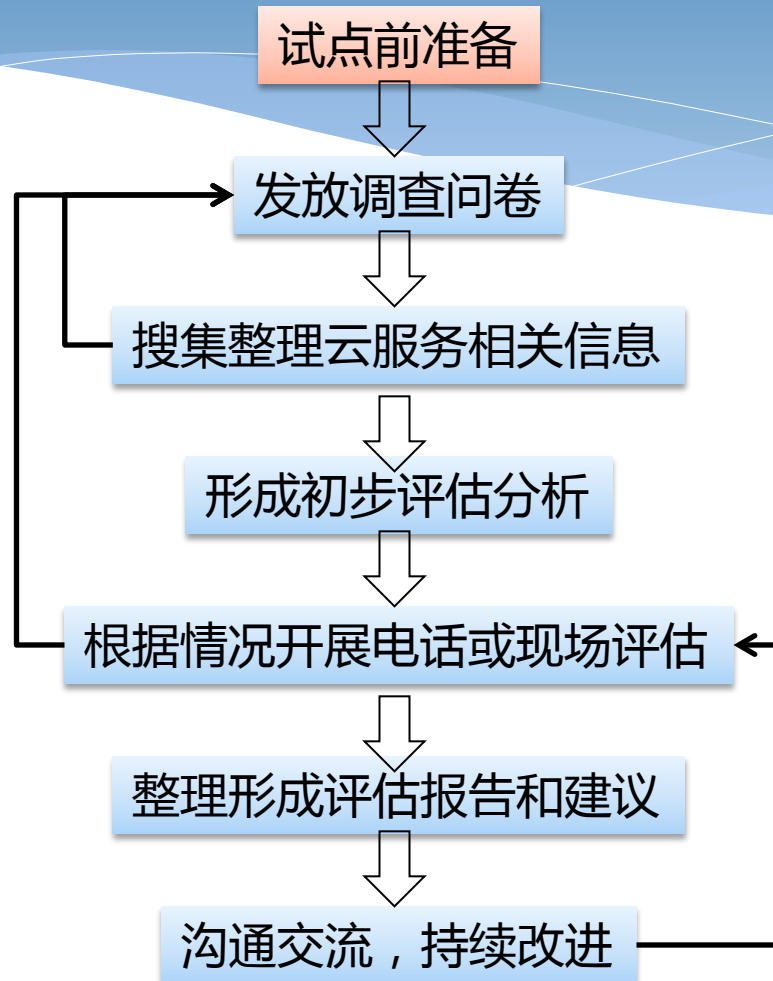 试点前准备
发放调查问卷
搜集整理云服务相关信息
形成初步评估分析
根据情况开展电话或现场评估
整理形成评估报告和建议
沟通交流，持续改进